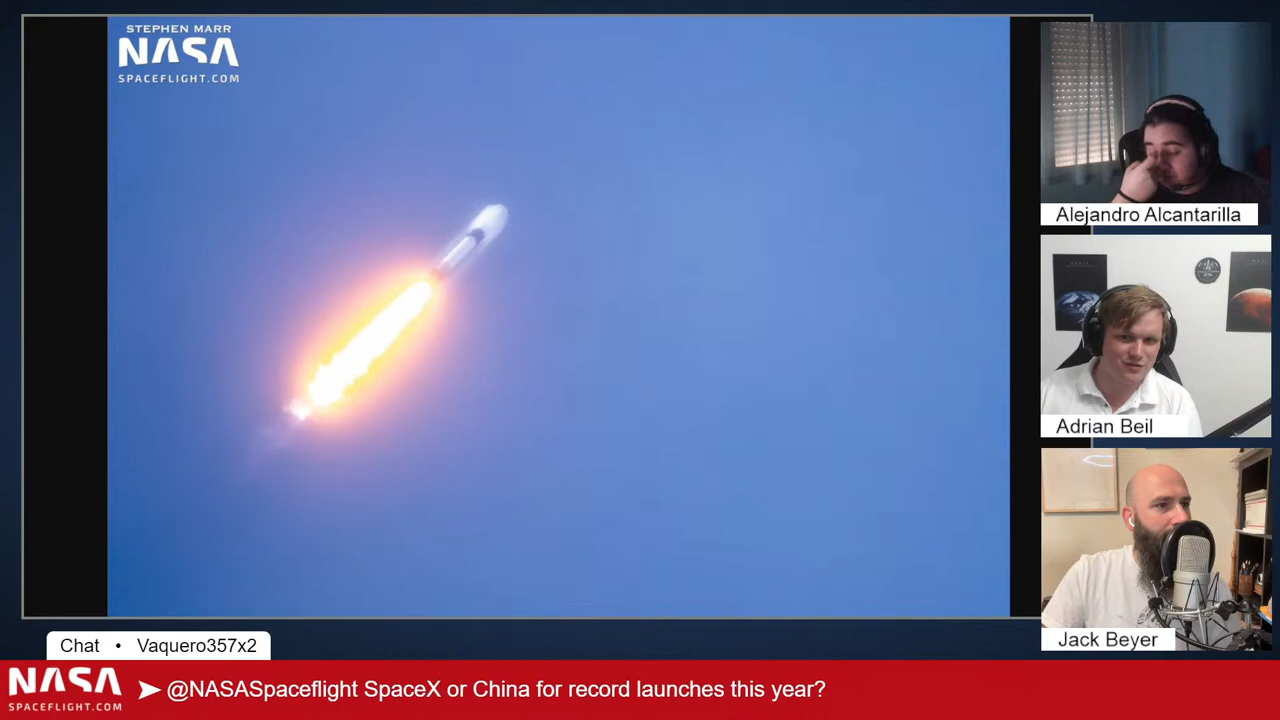 STEPHEN MARR
NASA
SPACEFLIGHT.COM
Alejandro Alcantarilla
Adrian Beil
Jack Beyer
Chat • Vaquero357x2
NASA
SPACEFLIGHT.COM
➤ @NASASpaceflight SpaceX or China for record launches this year?